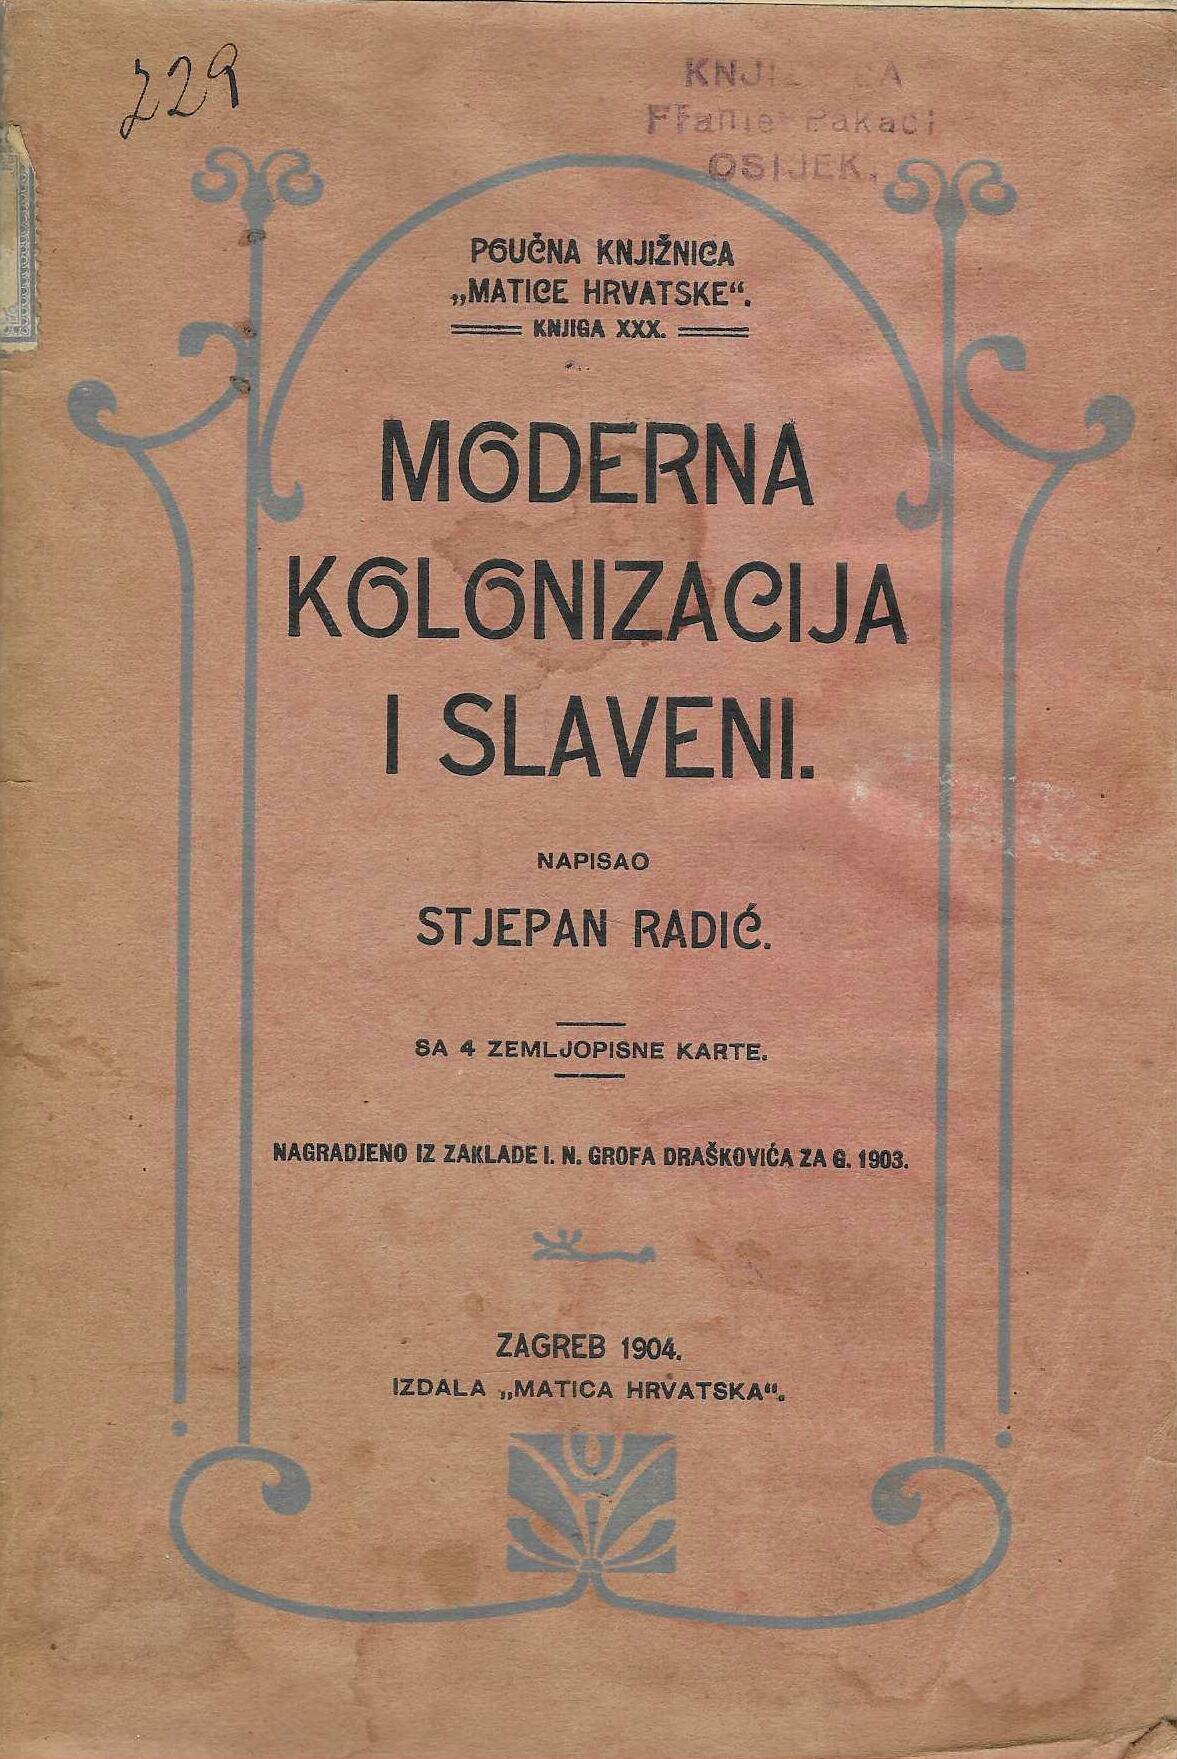 229
OSIJEK.
POUČNA KNJIŽNICA
„MATICE HRVATSKE“.
KNJIGA XXX.
MODERNA
KOLONIZACIJA
I SLAVENI.
NAPISAO
STJEPAN RADIĆ.
SA 4 ZEMLJOPISNE KARTE.
NAGRADJENO IZ ZAKLADE I. N. GROFA DRAŠKOVIĆA ZA G. 1903.
ZAGREB 1904.
IZDALA „MATICA HRVATSKA“.